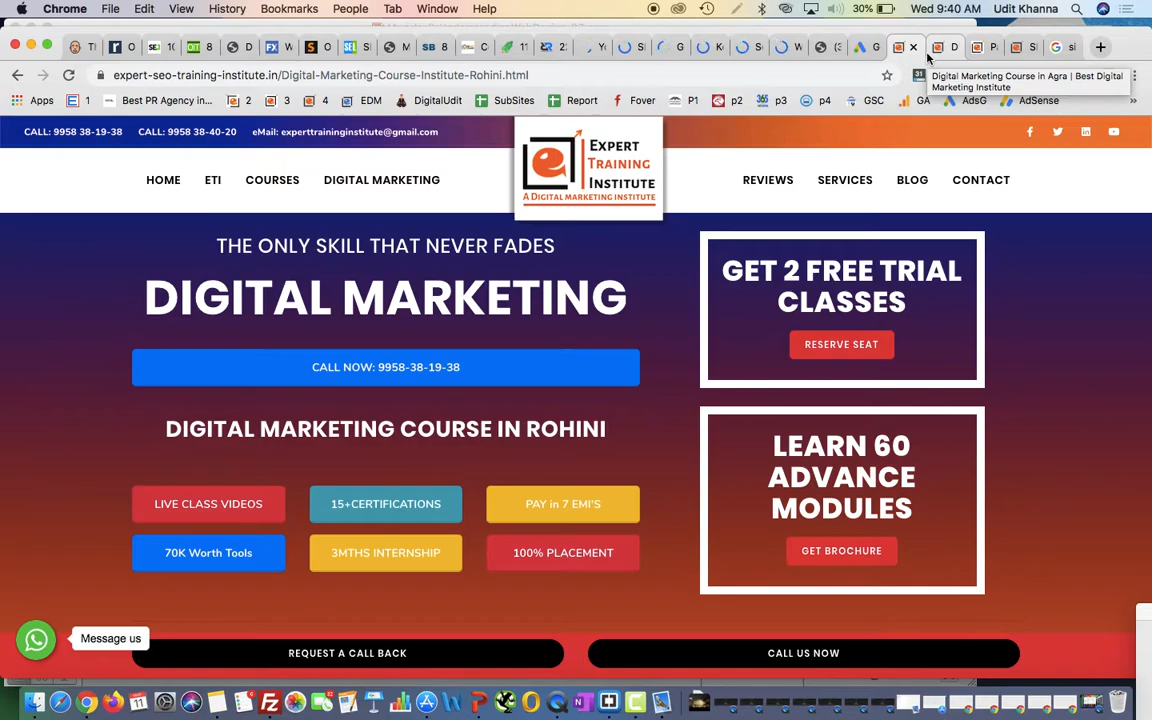 Chrome File Edit View History Bookmarks People Tab Window Help 30% Wed 9:40 AM Udit Khanna
expert-seo-training-institute.in/Digital-Marketing-Course-Institute-Rohini.html
Digital Marketing Course in Agra | Best Digital
Marketing Institute
Apps 1 Best PR Agency in... 2 3 4 EDM DigitalUdit SubSites Report Fover P1 p2 p3 p4 GSC GA AdsG AdSense »
CALL: 9958 38-19-38 CALL: 9958 38-40-20 eMail: experttraininginstitute@gmail.com
EXPERT
TRAINING
INSTITUTE
A DIGITAL MARKETING INSTITUTE
HOME ETI COURSES DIGITAL MARKETING REVIEWS SERVICES BLOG CONTACT
THE ONLY SKILL THAT NEVER FADES
DIGITAL MARKETING
CALL NOW: 9958-38-19-38
DIGITAL MARKETING COURSE IN ROHINI
LIVE CLASS VIDEOS 15+CERTIFICATIONS PAY in 7 EMI'S
70K Worth Tools 3MTHS INTERNSHIP 100% PLACEMENT
GET 2 FREE TRIAL
CLASSES
RESERVE SEAT
LEARN 60
ADVANCE
MODULES
GET BROCHURE
Message us
REQUEST A CALL BACK CALL US NOW